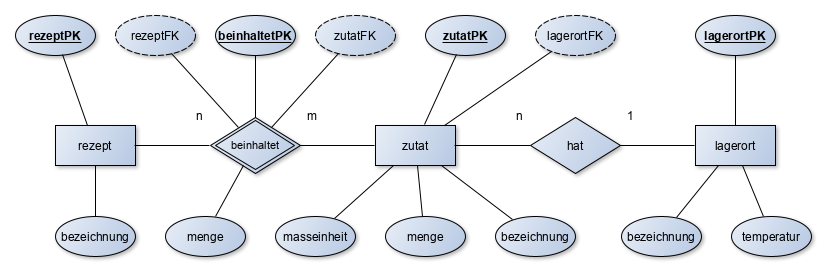 rezeptPK
rezeptFK
beinhaltetPK
zutatFK
zutatPK
lagerortFK
lagerortPK
n
m
n
1
rezept
beinhaltet
zutat
hat
lagerort
bezeichnung
menge
masseinheit
menge
bezeichnung
bezeichnung
temperatur